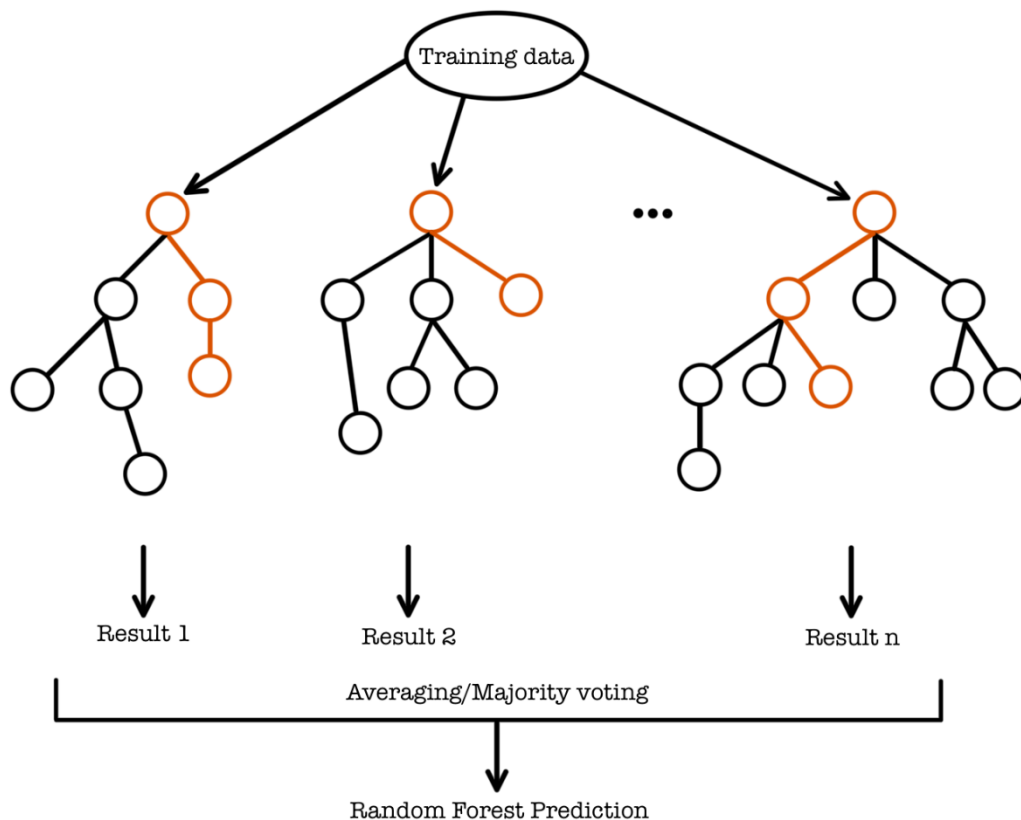 Training data
...
Result 1
Result 2
Result n
Averaging/Majority voting
Random Forest Prediction